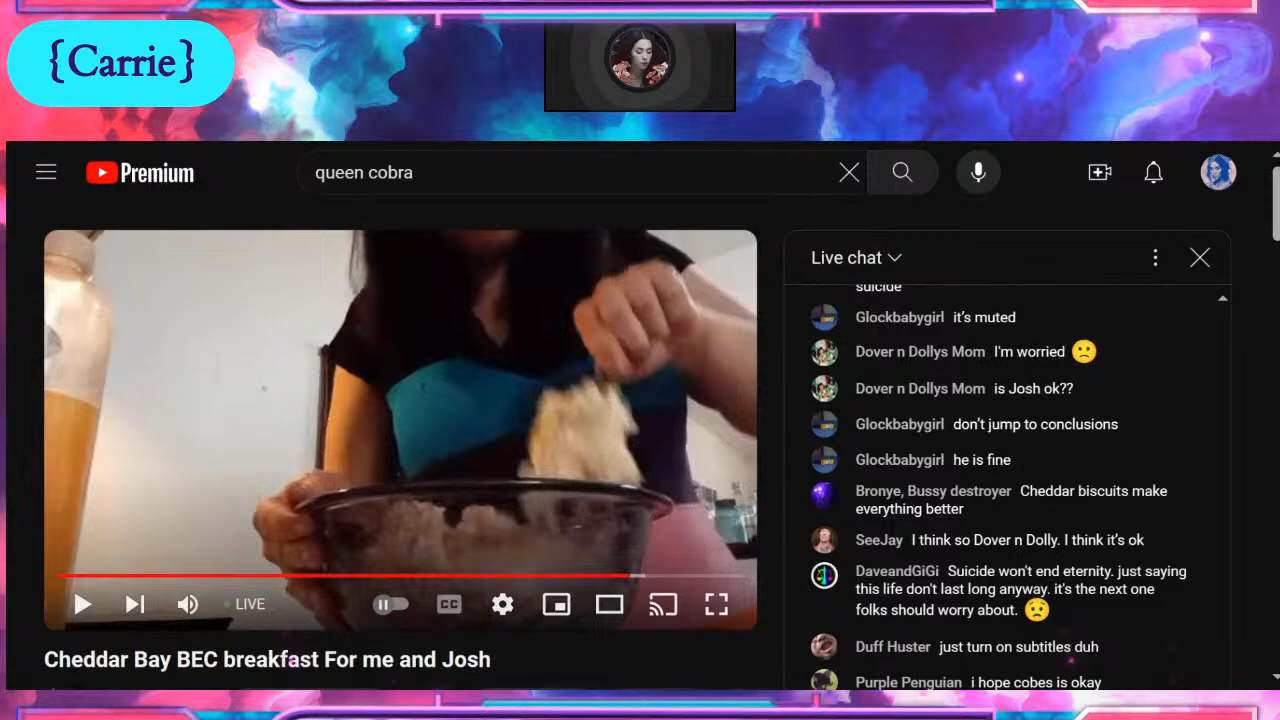 {Carrie}
Premium
queen cobra
Live chat
suicide
Glockbabygirl it's muted
Dover n Dollys Mom I'm worried 🙁
Dover n Dollys Mom is Josh ok??
Glockbabygirl don't jump to conclusions
Glockbabygirl he is fine
Bronye, Bussy destroyer Cheddar biscuits make
everything better
SeeJay I think so Dover n Dolly. I think it's ok
DaveandGiGi Suicide won't end eternity. just saying
this life don't last long anyway. it's the next one
folks should worry about. 😟
LIVE
CC
Duff Huster just turn on subtitles duh
Cheddar Bay BEC breakfast For me and Josh
Purple Penguian i hope cobes is okay